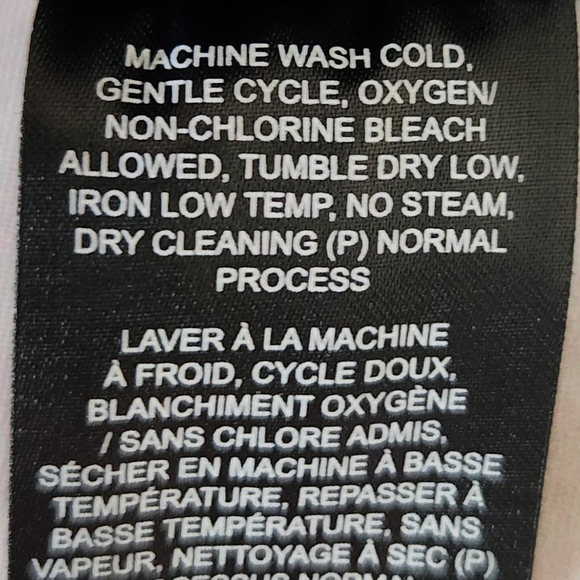 MACHINE WASH COLD,
GENTLE CYCLE, OXYGEN/
NON-CHLORINE BLEACH
ALLOWED, TUMBLE DRY LOW,
IRON LOW TEMP, NO STEAM,
DRY CLEANING (P) NORMAL
PROCESS
LAVER À LA MACHINE
À FROID, CYCLE DOUX,
BLANCHIMENT OXYGÈNE
/ SANS CHLORE ADMIS,
SÉCHER EN MACHINE À BASSE
TEMPÉRATURE, REPASSER À
BASSE TEMPÉRATURE, SANS
VAPEUR, NETTOYAGE À SEC (P)
NORMAL